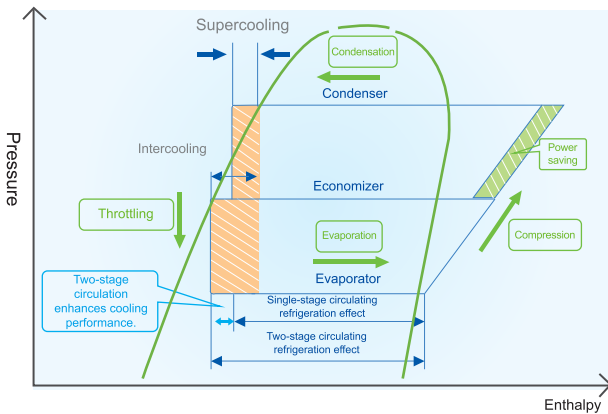 Supercooling
Condensation
Condenser
Pressure
Intercooling
Power
saving
Economizer
Throttling
Evaporation
Compression
Evaporator
Two-stage
circulation
enhances cooling
performance.
Single-stage circulating
refrigeration effect
Two-stage circulating
refrigeration effect
Enthalpy